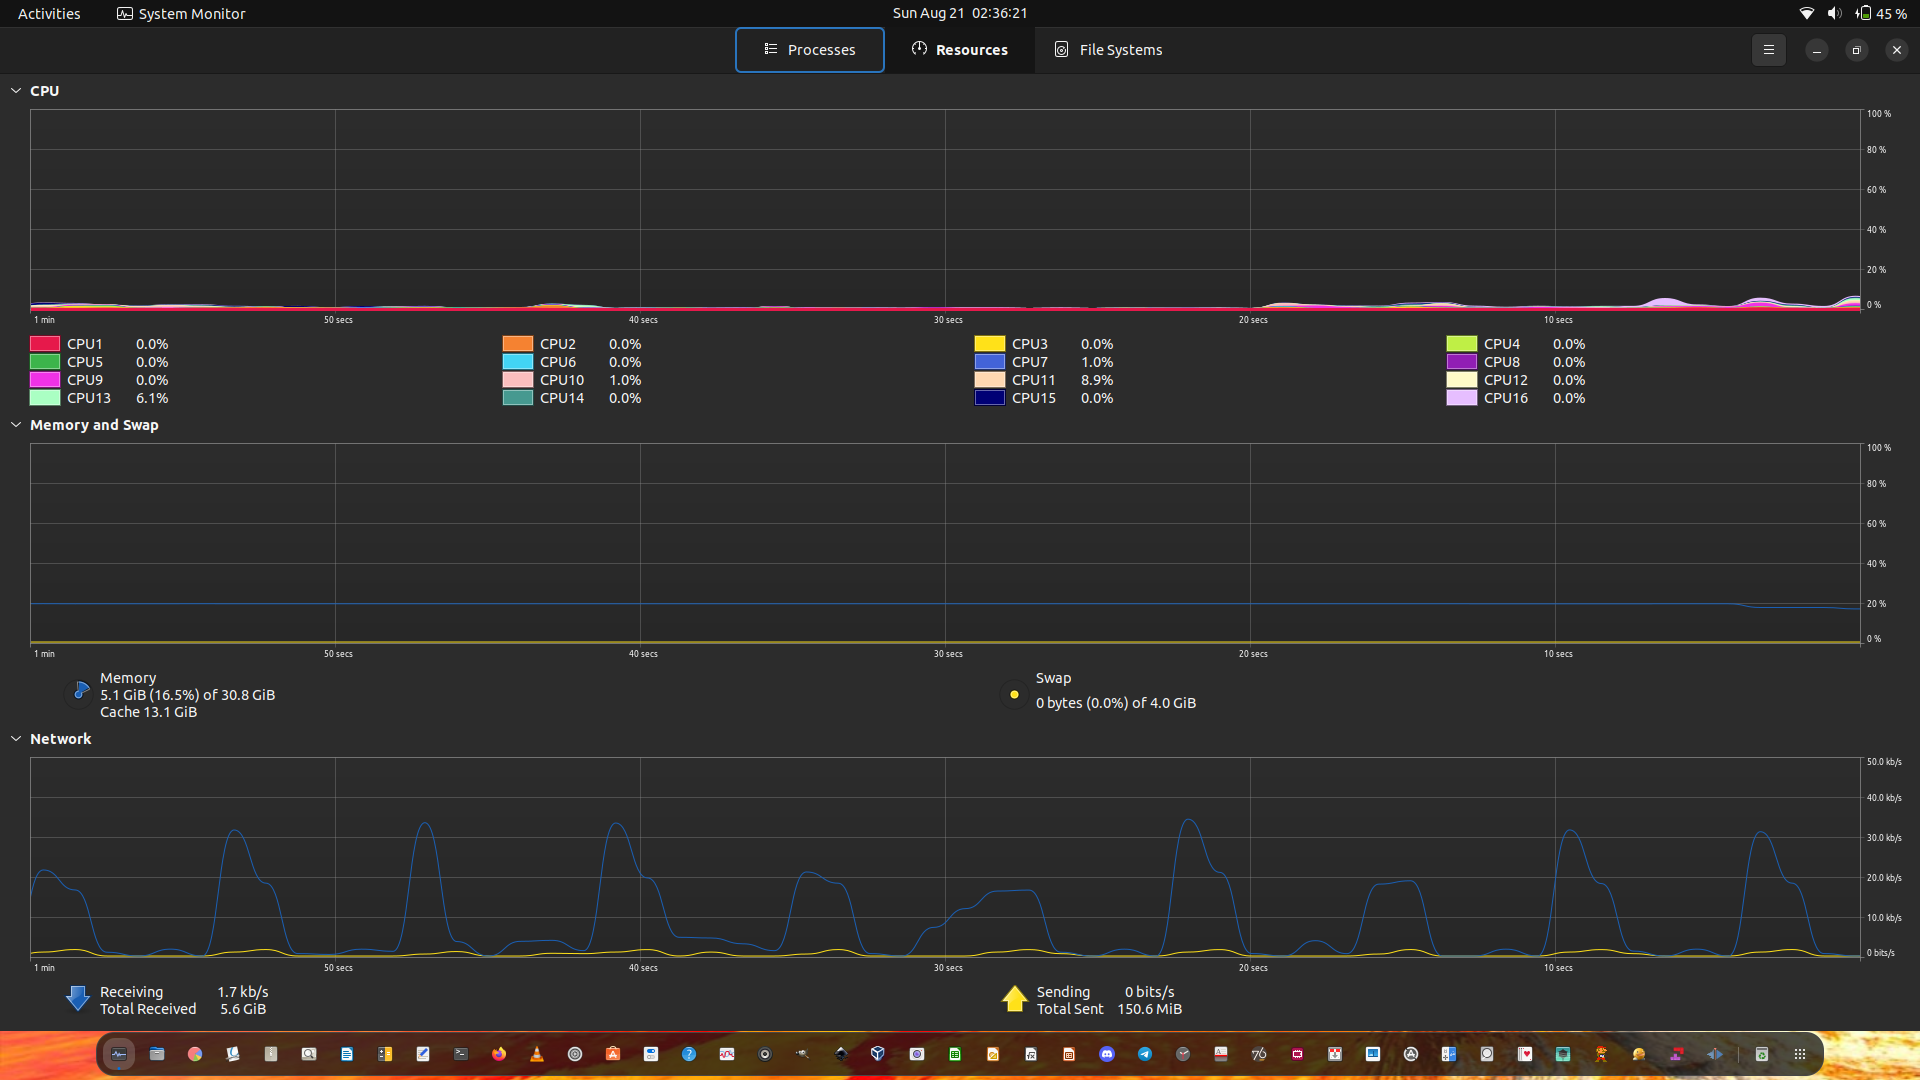 Activities System Monitor Sun Aug 21 02:36:21 45 %
Processes Resources File Systems
CPU
100 %
80 %
60 %
40 %
20 %
0 %
1 min 50 secs 40 secs 30 secs 20 secs 10 secs
CPU1 0.0% CPU2 0.0% CPU3 0.0% CPU4 0.0%
CPU5 0.0% CPU6 0.0% CPU7 1.0% CPU8 0.0%
CPU9 0.0% CPU10 1.0% CPU11 8.9% CPU12 0.0%
CPU13 6.1% CPU14 0.0% CPU15 0.0% CPU16 0.0%
Memory and Swap
100 %
80 %
60 %
40 %
20 %
0 %
1 min 50 secs 40 secs 30 secs 20 secs 10 secs
Memory
5.1 GiB (16.5%) of 30.8 GiB
Cache 13.1 GiB
Swap
0 bytes (0.0%) of 4.0 GiB
Network
50.0 kb/s
40.0 kb/s
30.0 kb/s
20.0 kb/s
10.0 kb/s
0 bits/s
1 min 50 secs 40 secs 30 secs 20 secs 10 secs
Receiving 1.7 kb/s
Total Received 5.6 GiB
Sending 0 bits/s
Total Sent 150.6 MiB
76